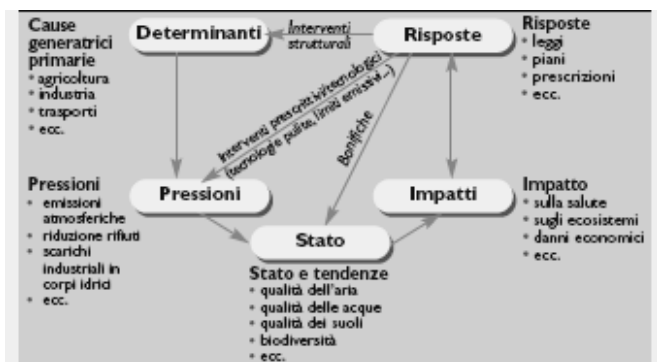 Cause
generatrici
primarie
• agricoltura
• industria
• trasporti
• ecc.
Determinanti
Interventi
strutturali
Risposte
Risposte
• leggi
• piani
• prescrizioni
• ecc.
Interventi prescrittivi/tecnologici
(tecnologie pulite, limiti emissivi...)
Bonifiche
Pressioni
• emissioni
atmosferiche
• riduzione rifiuti
• scarichi
industriali in
corpi idrici
• ecc.
Pressioni
Impatti
Impatto
• sulla salute
• sugli ecosistemi
• danni economici
• ecc.
Stato
Stato e tendenze
• qualità dell'aria
• qualità delle acque
• qualità dei suoli
• biodiversità
• ecc.